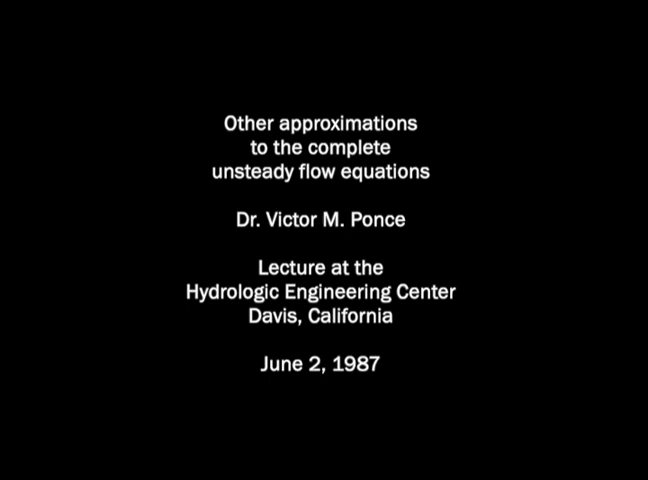 Other approximations
to the complete
unsteady flow equations
Dr. Victor M. Ponce
Lecture at the
Hydrologic Engineering Center
Davis, California
June 2, 1987